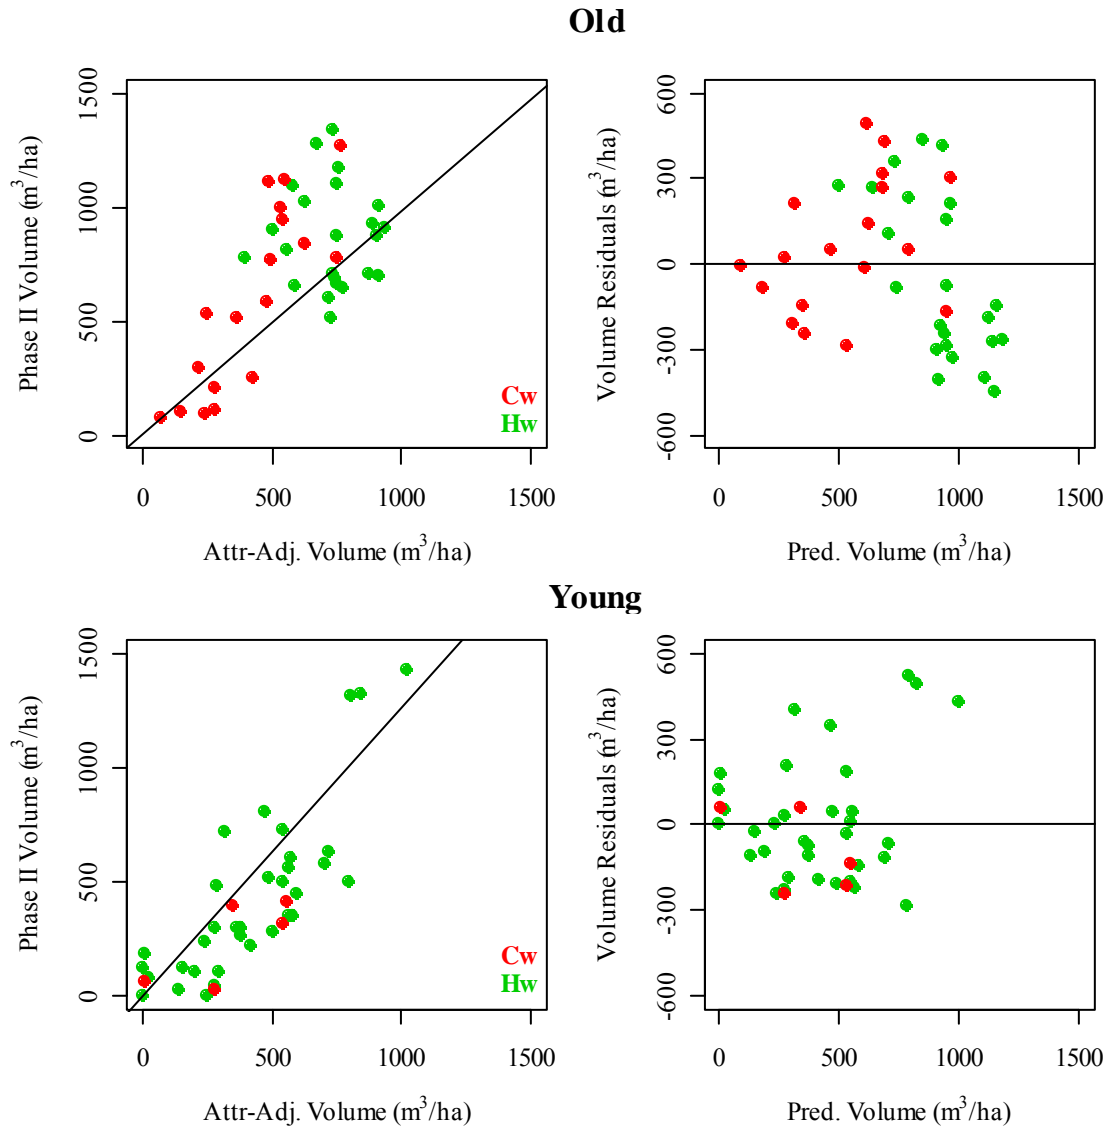 Old
1500
1000
500
0
Phase II Volume (m³/ha)
Cw
Hw
0 500 1000 1500
Attr-Adj. Volume (m³/ha)
600
300
0
-300
-600
Volume Residuals (m³/ha)
0 500 1000 1500
Pred. Volume (m³/ha)
Young
1500
1000
500
0
Phase II Volume (m³/ha)
Cw
Hw
0 500 1000 1500
Attr-Adj. Volume (m³/ha)
600
300
0
-300
-600
Volume Residuals (m³/ha)
0 500 1000 1500
Pred. Volume (m³/ha)